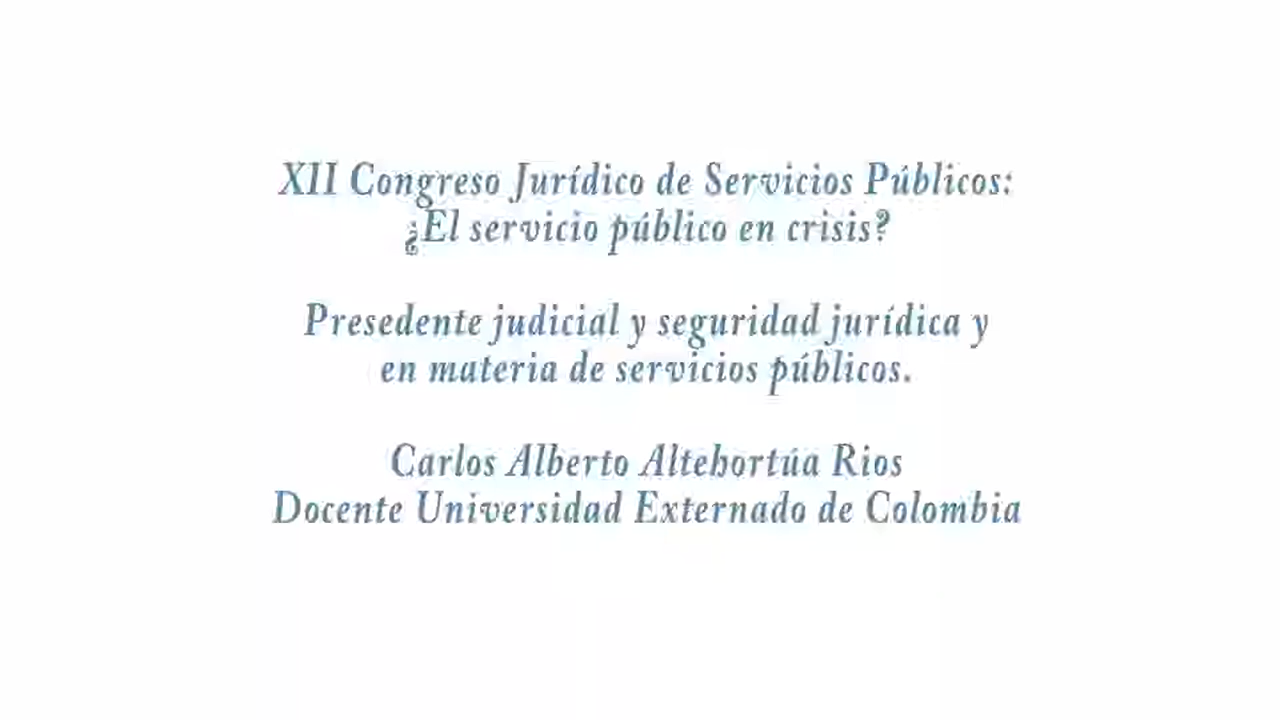 XII Congreso Jurídico de Servicios Públicos:
¿El servicio público en crisis?
Presedente judicial y seguridad jurídica y
en materia de servicios públicos.
Carlos Alberto Altehortúa Rios
Docente Universidad Externado de Colombia